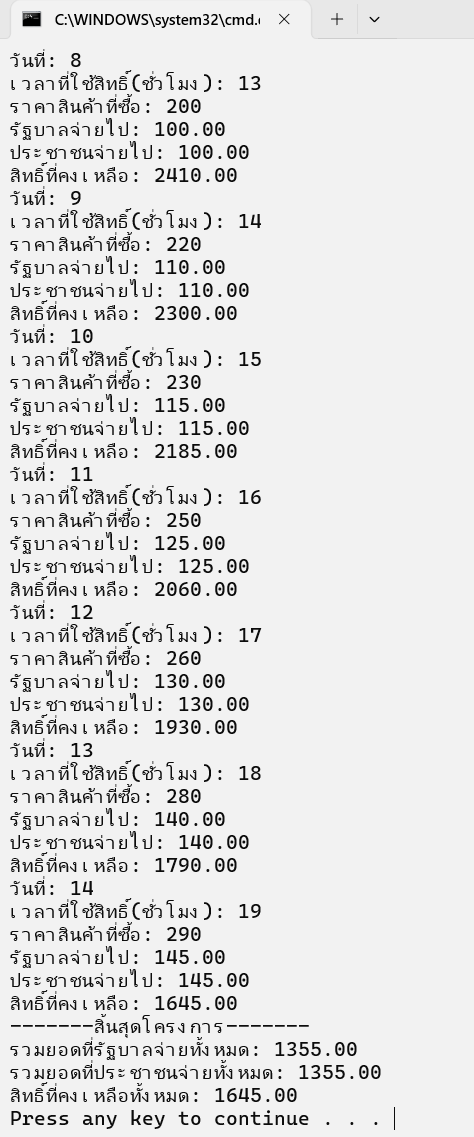 C:\WINDOWS\system32\cmd.e
วันที่: 8
เวลาที่ใช้สิทธิ์(ชั่วโมง): 13
ราคาสินค้าที่ซื้อ: 200
รัฐบาลจ่ายไป: 100.00
ประชาชนจ่ายไป: 100.00
สิทธิ์ที่คงเหลือ: 2410.00
วันที่: 9
เวลาที่ใช้สิทธิ์(ชั่วโมง): 14
ราคาสินค้าที่ซื้อ: 220
รัฐบาลจ่ายไป: 110.00
ประชาชนจ่ายไป: 110.00
สิทธิ์ที่คงเหลือ: 2300.00
วันที่: 10
เวลาที่ใช้สิทธิ์(ชั่วโมง): 15
ราคาสินค้าที่ซื้อ: 230
รัฐบาลจ่ายไป: 115.00
ประชาชนจ่ายไป: 115.00
สิทธิ์ที่คงเหลือ: 2185.00
วันที่: 11
เวลาที่ใช้สิทธิ์(ชั่วโมง): 16
ราคาสินค้าที่ซื้อ: 250
รัฐบาลจ่ายไป: 125.00
ประชาชนจ่ายไป: 125.00
สิทธิ์ที่คงเหลือ: 2060.00
วันที่: 12
เวลาที่ใช้สิทธิ์(ชั่วโมง): 17
ราคาสินค้าที่ซื้อ: 260
รัฐบาลจ่ายไป: 130.00
ประชาชนจ่ายไป: 130.00
สิทธิ์ที่คงเหลือ: 1930.00
วันที่: 13
เวลาที่ใช้สิทธิ์(ชั่วโมง): 18
ราคาสินค้าที่ซื้อ: 280
รัฐบาลจ่ายไป: 140.00
ประชาชนจ่ายไป: 140.00
สิทธิ์ที่คงเหลือ: 1790.00
วันที่: 14
เวลาที่ใช้สิทธิ์(ชั่วโมง): 19
ราคาสินค้าที่ซื้อ: 290
รัฐบาลจ่ายไป: 145.00
ประชาชนจ่ายไป: 145.00
สิทธิ์ที่คงเหลือ: 1645.00
-------สิ้นสุดโครงการ-------
รวมยอดที่รัฐบาลจ่ายทั้งหมด: 1355.00
รวมยอดที่ประชาชนจ่ายทั้งหมด: 1355.00
สิทธิ์ที่คงเหลือทั้งหมด: 1645.00
Press any key to continue . . .